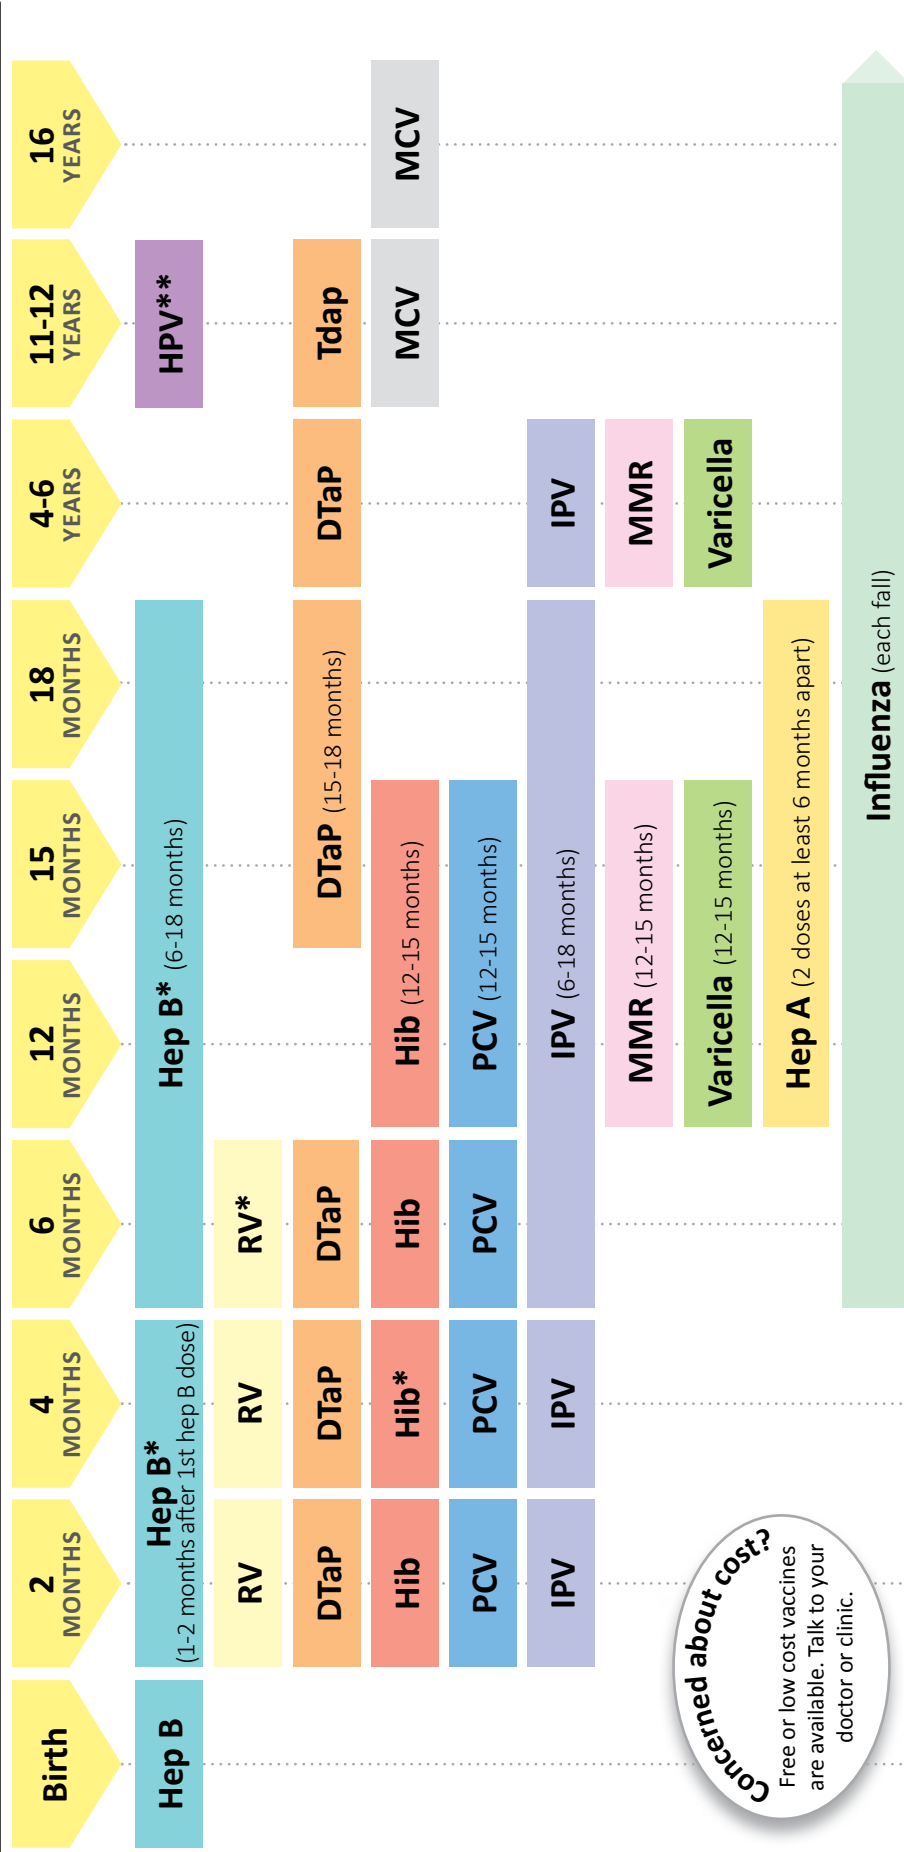 Birth
2
MONTHS
4
MONTHS
6
MONTHS
12
MONTHS
15
MONTHS
18
MONTHS
4-6
YEARS
11-12
YEARS
16
YEARS
Hep B
Hep B*
(1-2 months after 1st hep B dose)
Hep B* (6-18 months)
HPV**
RV
RV
RV*
DTaP
DTaP
DTaP
DTaP (15-18 months)
DTaP
Tdap
Hib
Hib*
Hib
Hib (12-15 months)
MCV
MCV
PCV
PCV
PCV
PCV (12-15 months)
IPV
IPV
IPV (6-18 months)
IPV
MMR (12-15 months)
MMR
Varicella (12-15 months)
Varicella
Hep A (2 doses at least 6 months apart)
Influenza (each fall)
Concerned about cost?
Free or low cost vaccines
are available. Talk to your
doctor or clinic.